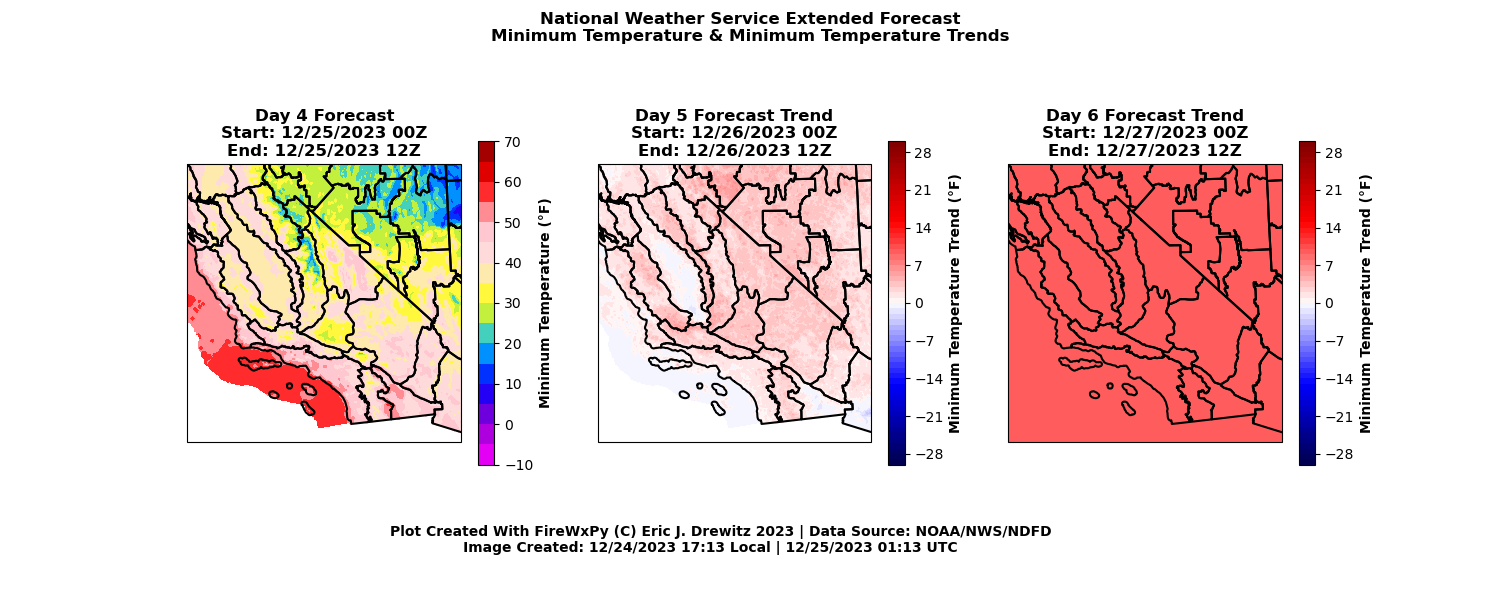 National Weather Service Extended Forecast
Minimum Temperature & Minimum Temperature Trends
Day 4 Forecast
Start: 12/25/2023 00Z
End: 12/25/2023 12Z
70
60
50
40
30
20
10
0
−10
Minimum Temperature (°F)
Day 5 Forecast Trend
Start: 12/26/2023 00Z
End: 12/26/2023 12Z
28
21
14
7
0
−7
−14
−21
−28
Minimum Temperature Trend (°F)
Day 6 Forecast Trend
Start: 12/27/2023 00Z
End: 12/27/2023 12Z
28
21
14
7
0
−7
−14
−21
−28
Minimum Temperature Trend (°F)
Plot Created With FireWxPy (C) Eric J. Drewitz 2023 | Data Source: NOAA/NWS/NDFD
Image Created: 12/24/2023 17:13 Local | 12/25/2023 01:13 UTC